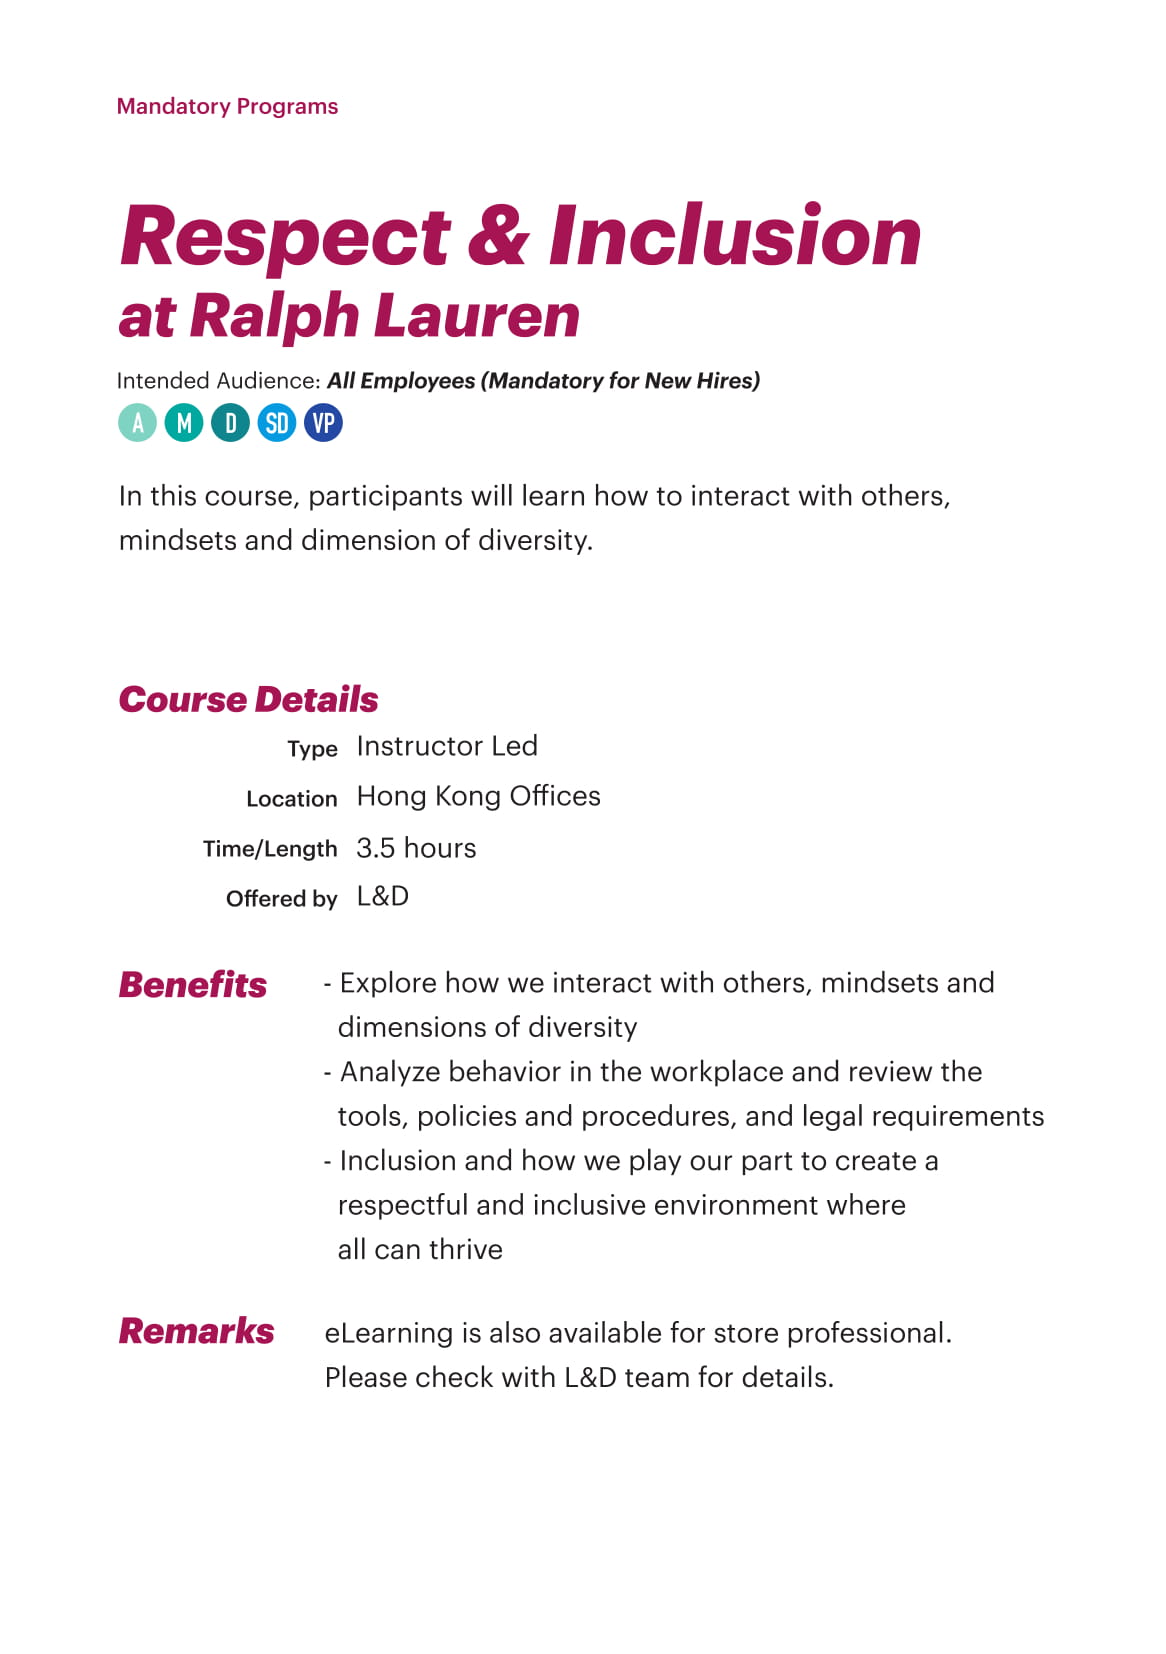 Mandatory Programs
Respect & Inclusion
at Ralph Lauren
Intended Audience: All Employees (Mandatory for New Hires)
A M D SD VP
In this course, participants will learn how to interact with others,
mindsets and dimension of diversity.
Course Details
Type Instructor Led
Location Hong Kong Offices
Time/Length 3.5 hours
Offered by L&D
Benefits - Explore how we interact with others, mindsets and
dimensions of diversity
- Analyze behavior in the workplace and review the
tools, policies and procedures, and legal requirements
- Inclusion and how we play our part to create a
respectful and inclusive environment where
all can thrive
Remarks eLearning is also available for store professional.
Please check with L&D team for details.